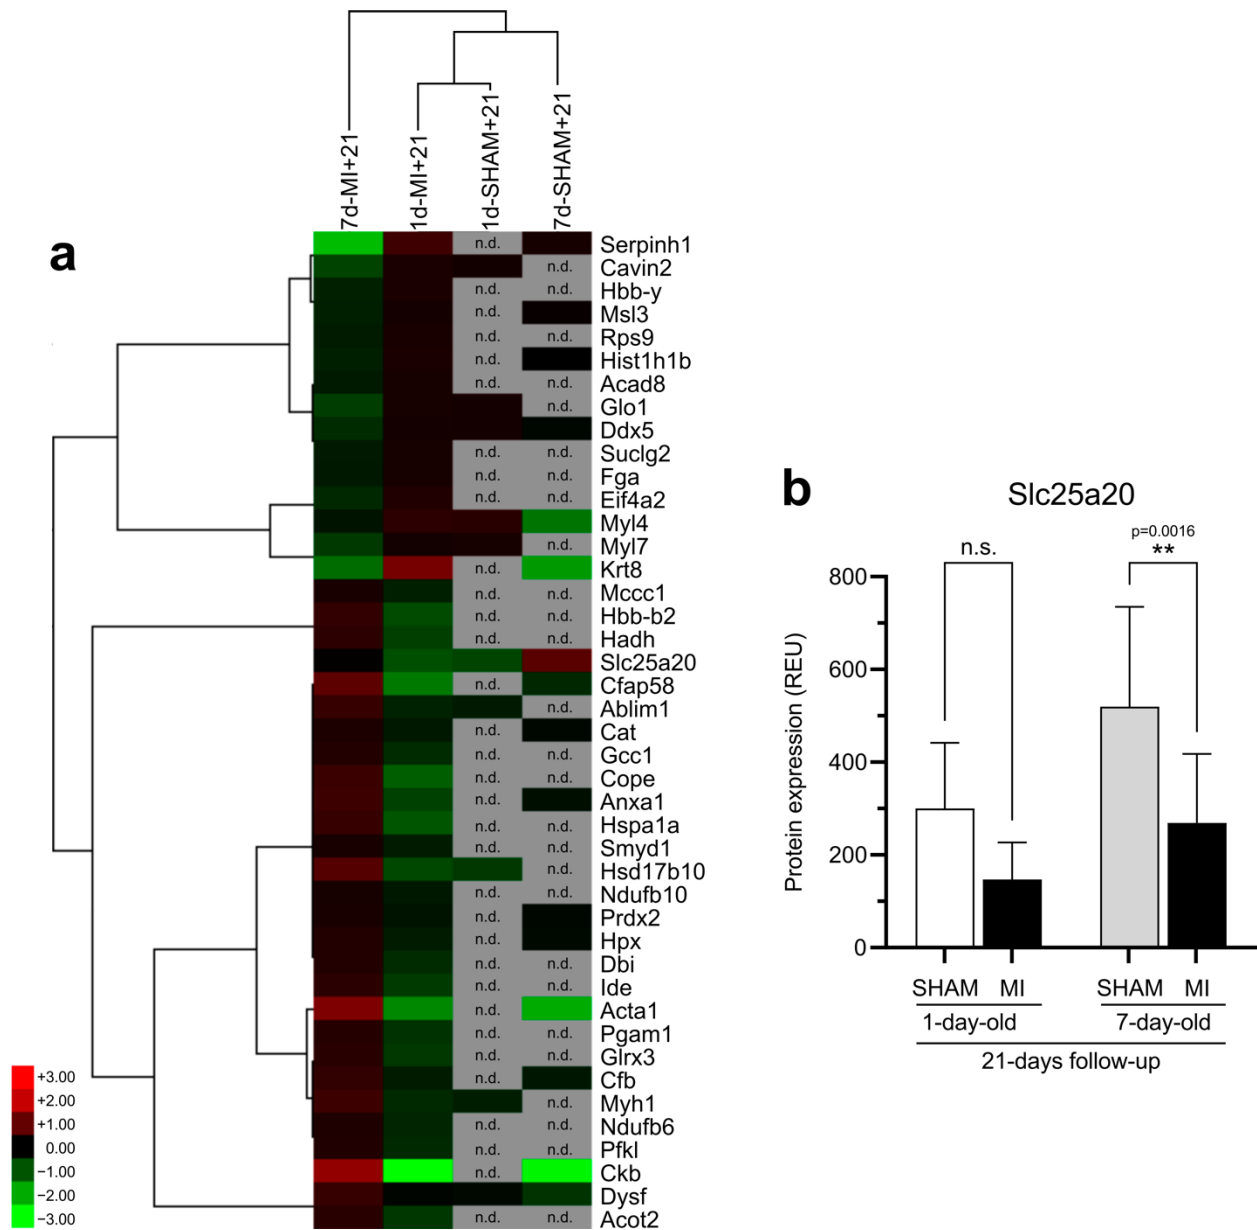 a
7d-MI+21
1d-MI+21
1d-SHAM+21
7d-SHAM+21
n.d. Serpinh1
n.d. Cavin2
n.d. n.d. Hbb-y
n.d. Msl3
n.d. n.d. Rps9
n.d. Hist1h1b
n.d. n.d. Acad8
n.d. Glo1
Ddx5
n.d. n.d. Suclg2
n.d. n.d. Fga
n.d. n.d. Eif4a2
Myl4
n.d. Myl7
n.d. Krt8
n.d. n.d. Mccc1
n.d. n.d. Hbb-b2
n.d. n.d. Hadh
Slc25a20
n.d. Cfap58
n.d. Ablim1
n.d. Cat
n.d. n.d. Gcc1
n.d. n.d. Cope
n.d. Anxa1
n.d. n.d. Hspa1a
n.d. n.d. Smyd1
n.d. Hsd17b10
n.d. n.d. Ndufb10
n.d. Prdx2
n.d. Hpx
n.d. n.d. Dbi
n.d. n.d. Ide
n.d. Acta1
n.d. n.d. Pgam1
n.d. n.d. Glrx3
n.d. Cfb
n.d. Myh1
n.d. n.d. Ndufb6
n.d. n.d. Pfkl
n.d. Ckb
Dysf
n.d. n.d. Acot2
+3.00
+2.00
+1.00
0.00
−1.00
−2.00
−3.00
b
Slc25a20
p=0.0016
n.s. **
Protein expression (REU)
800
600
400
200
0
SHAM MI SHAM MI
1-day-old 7-day-old
21-days follow-up